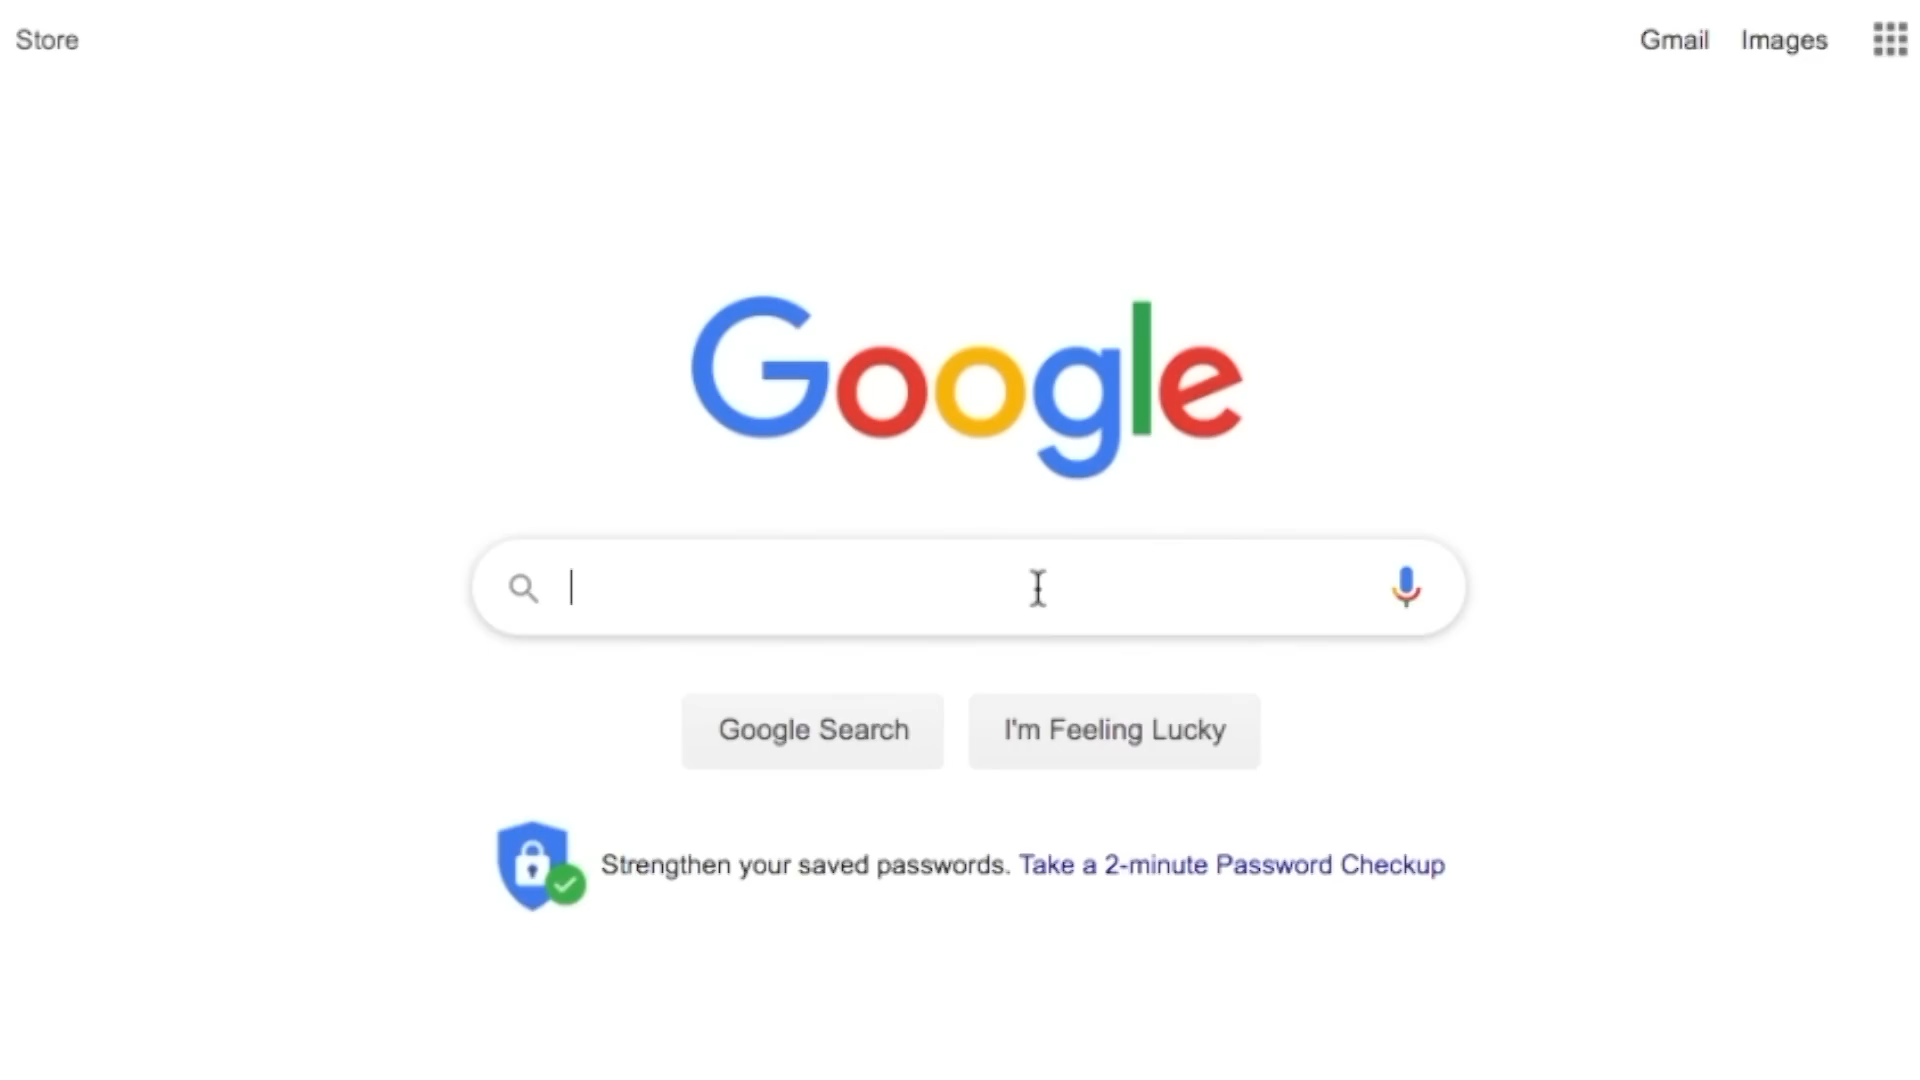 Store
Gmail Images
Google
Google Search I'm Feeling Lucky
Strengthen your saved passwords. Take a 2-minute Password Checkup